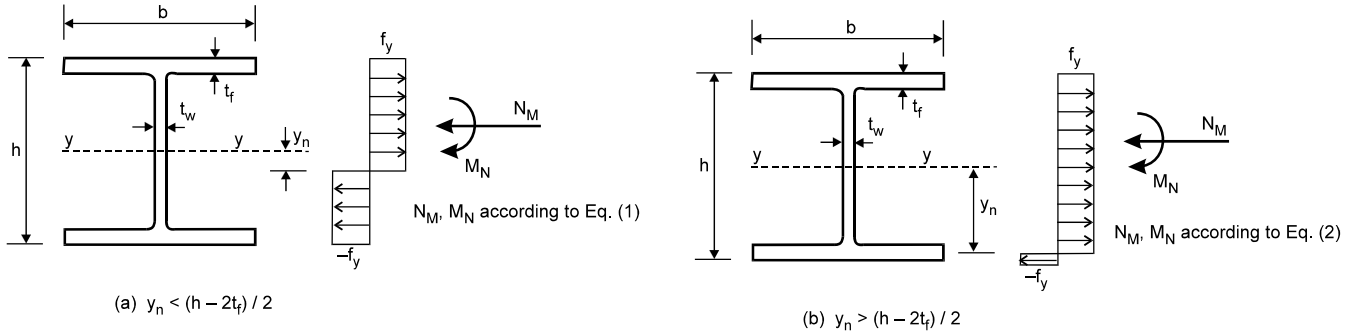 b
f_y
t_f
t_w
y_n
N_M
h
y
y
M_N
N_M, M_N according to Eq. (1)
–f_y
(a) y_n < (h – 2t_f) / 2
b
f_y
t_f
t_w
N_M
h
y
y
M_N
y_n
N_M, M_N according to Eq. (2)
–f_y
(b) y_n > (h – 2t_f) / 2